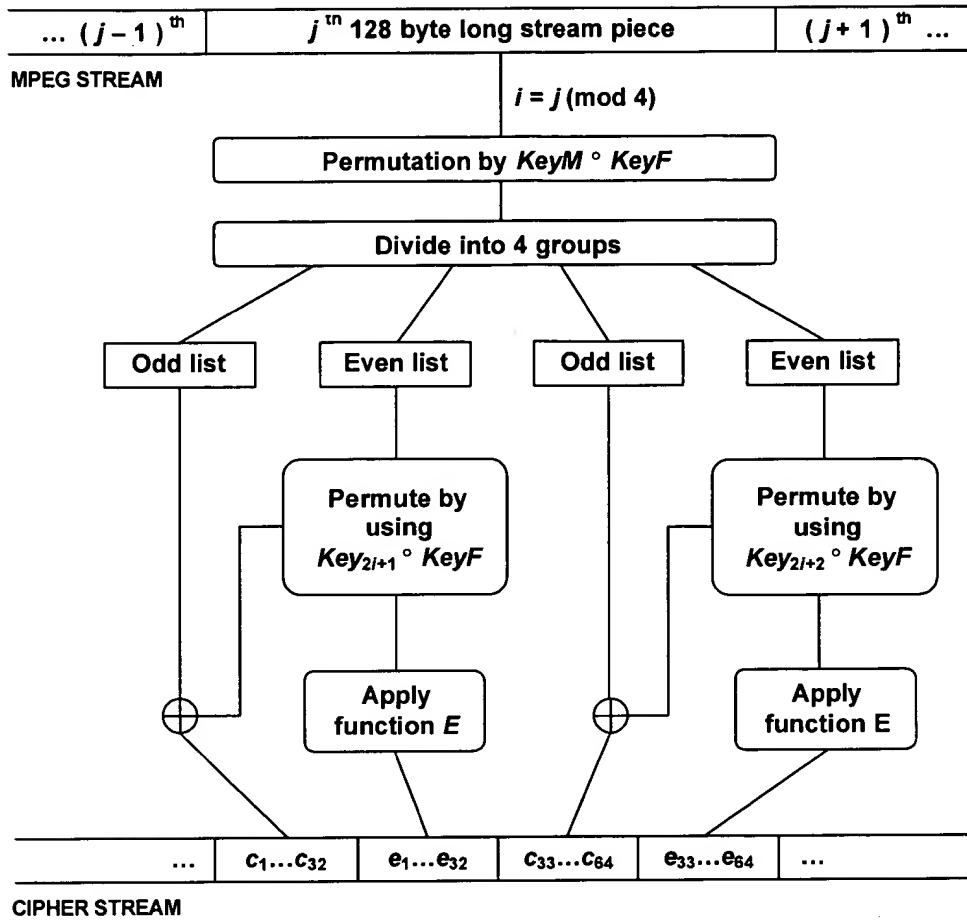 ... ( j – 1 ) th j th 128 byte long stream piece ( j + 1 ) th ...
MPEG STREAM
i = j (mod 4)
Permutation by KeyM ° KeyF
Divide into 4 groups
Odd list Even list Odd list Even list
Permute by
using
Key2i+1 ° KeyF
Permute by
using
Key2i+2 ° KeyF
Apply
function E
Apply
function E
... c1...c32 e1...e32 c33...c64 e33...e64 ...
CIPHER STREAM